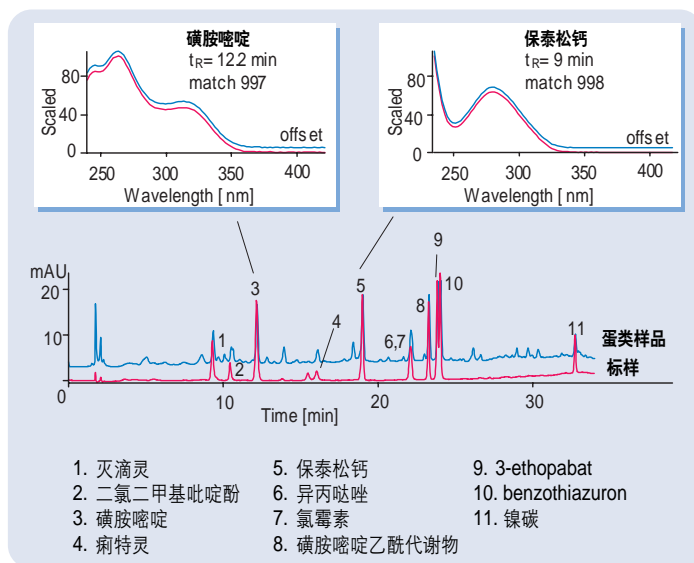 磺胺嘧啶
tR= 12.2 min
match 997
80
40
0
Scaled
offset
250 300 350 400
Wavelength [ nm]
保泰松钙
tR= 9 min
match 998
80
40
0
Scaled
offset
250 300 350 400
Wavelength [ nm]
mAU
20
10
0 10 20 30
Time [min]
1
2
3
4
5
6,7
8
9
10
11
蛋类样品
标样
1. 灭滴灵
2. 二氯二甲基吡啶酚
3. 磺胺嘧啶
4. 痢特灵
5. 保泰松钙
6. 异丙哒唑
7. 氯霉素
8. 磺胺嘧啶乙酰代谢物
9. 3-ethopabat
10. benzothiazuron
11. 镍碳